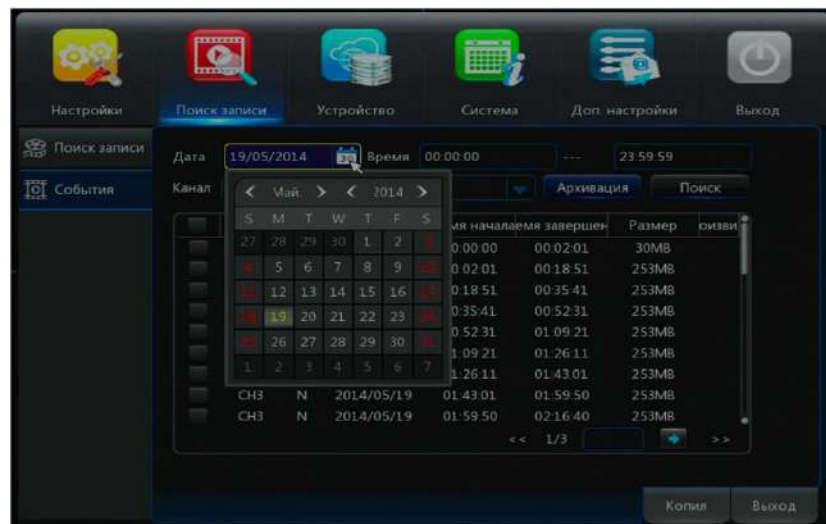 Настройки Поиск записи Устройство Система Доп. настройки Выход
Поиск записи
События
Дата 19/05/2014 Время 00:00:00 --- 23:59:59
Канал Архивация Поиск
Май. 2014
S M T W T F S
27 28 29 30 1 2 3
4 5 6 7 8 9 10
11 12 13 14 15 16 17
18 19 20 21 22 23 24
25 26 27 28 29 30 31
1 2 3 4 5 6 7
мя начала емя завершен Размер оизви
0:00:00 00:02:01 30MB
0:02:01 00:18:51 253MB
0:18:51 00:35:41 253MB
0:35:41 00:52:31 253MB
0:52:31 01:09:21 253MB
1:09:21 01:26:11 253MB
1:26:11 01:43:01 253MB
CH3 N 2014/05/19 01:43:01 01:59:50 253MB
CH3 N 2014/05/19 01:59:50 02:16:40 253MB
<< 1/3 >>
Копил Выход